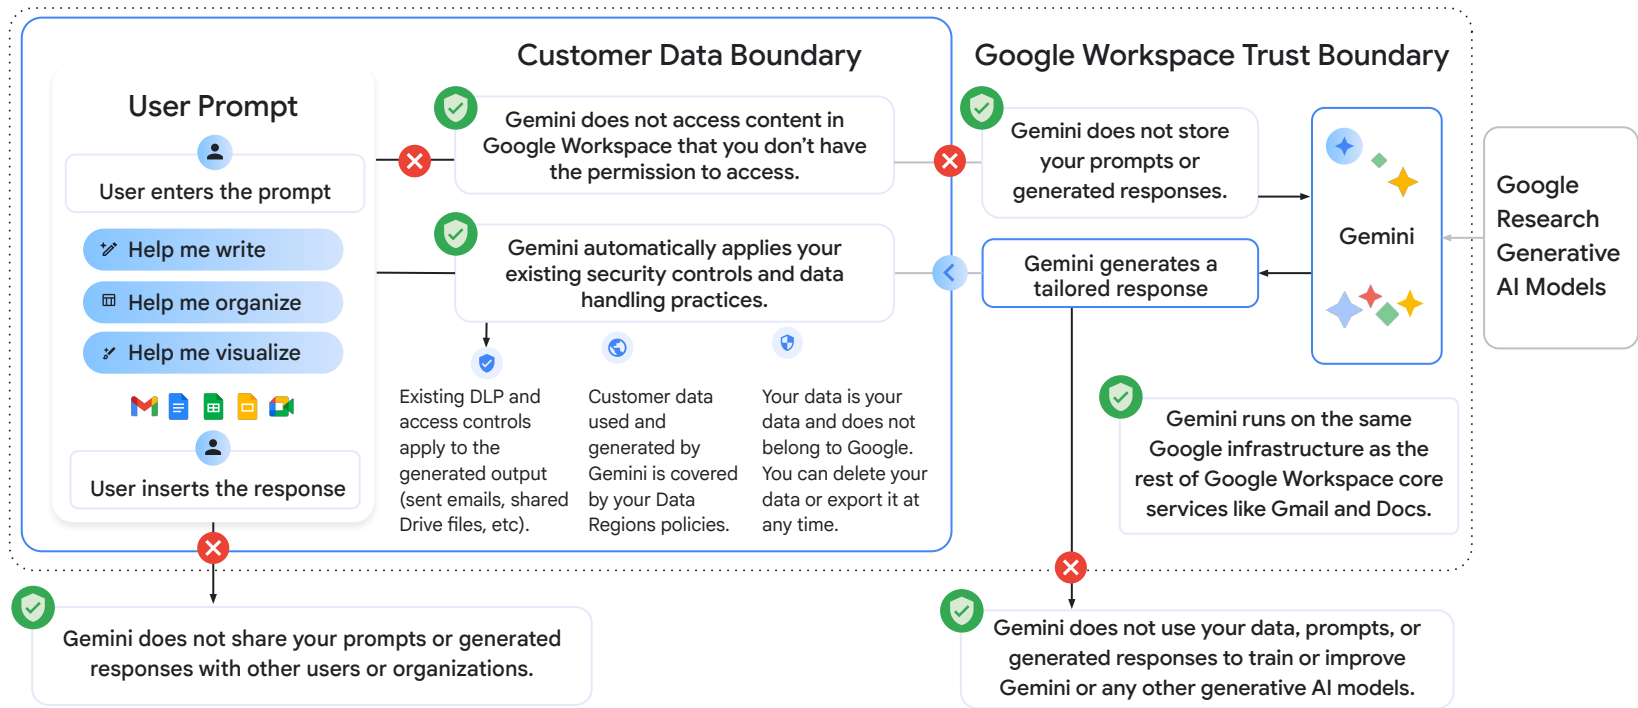 Customer Data Boundary
Google Workspace Trust Boundary
User Prompt
User enters the prompt
Help me write
Help me organize
Help me visualize
User inserts the response
Gemini does not access content in
Google Workspace that you don't have
the permission to access.
Gemini automatically applies your
existing security controls and data
handling practices.
Existing DLP and
access controls
apply to the
generated output
(sent emails, shared
Drive files, etc).
Customer data
used and
generated by
Gemini is covered
by your Data
Regions policies.
Your data is your
data and does not
belong to Google.
You can delete your
data or export it at
any time.
Gemini does not store
your prompts or
generated responses.
Gemini generates a
tailored response
Gemini
Google
Research
Generative
AI Models
Gemini runs on the same
Google infrastructure as the
rest of Google Workspace core
services like Gmail and Docs.
Gemini does not share your prompts or generated
responses with other users or organizations.
Gemini does not use your data, prompts, or
generated responses to train or improve
Gemini or any other generative AI models.